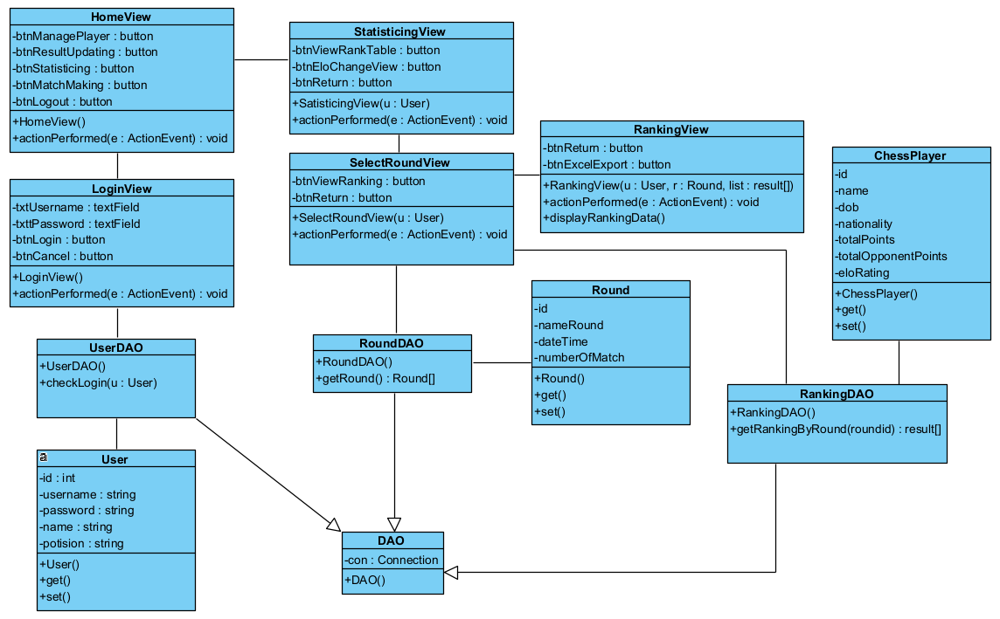 HomeView
-btnManagePlayer : button
-btnResultUpdating : button
-btnStatisticing : button
-btnMatchMaking : button
-btnLogout : button
+HomeView()
+actionPerformed(e : ActionEvent) : void
StatisticingView
-btnViewRankTable : button
-btnEloChangeView : button
-btnReturn : button
+SatisticingView(u : User)
+actionPerformed(e : ActionEvent) : void
RankingView
-btnReturn : button
-btnExcelExport : button
+RankingView(u : User, r : Round, list : result[])
+actionPerformed(e : ActionEvent) : void
+displayRankingData()
ChessPlayer
-id
-name
-dob
-nationality
-totalPoints
-totalOpponentPoints
-eloRating
+ChessPlayer()
+get()
+set()
LoginView
-txtUsername : textField
-txttPassword : textField
-btnLogin : button
-btnCancel : button
+LoginView()
+actionPerformed(e : ActionEvent) : void
SelectRoundView
-btnViewRanking : button
-btnReturn : button
+SelectRoundView(u : User)
+actionPerformed(e : ActionEvent) : void
Round
-id
-nameRound
-dateTime
-numberOfMatch
+Round()
+get()
+set()
UserDAO
+UserDAO()
+checkLogin(u : User)
RoundDAO
+RoundDAO()
+getRound() : Round[]
RankingDAO
+RankingDAO()
+getRankingByRound(roundid) : result[]
a
User
-id : int
-username : string
-password : string
-name : string
-potision : string
+User()
+get()
+set()
DAO
-con : Connection
+DAO()